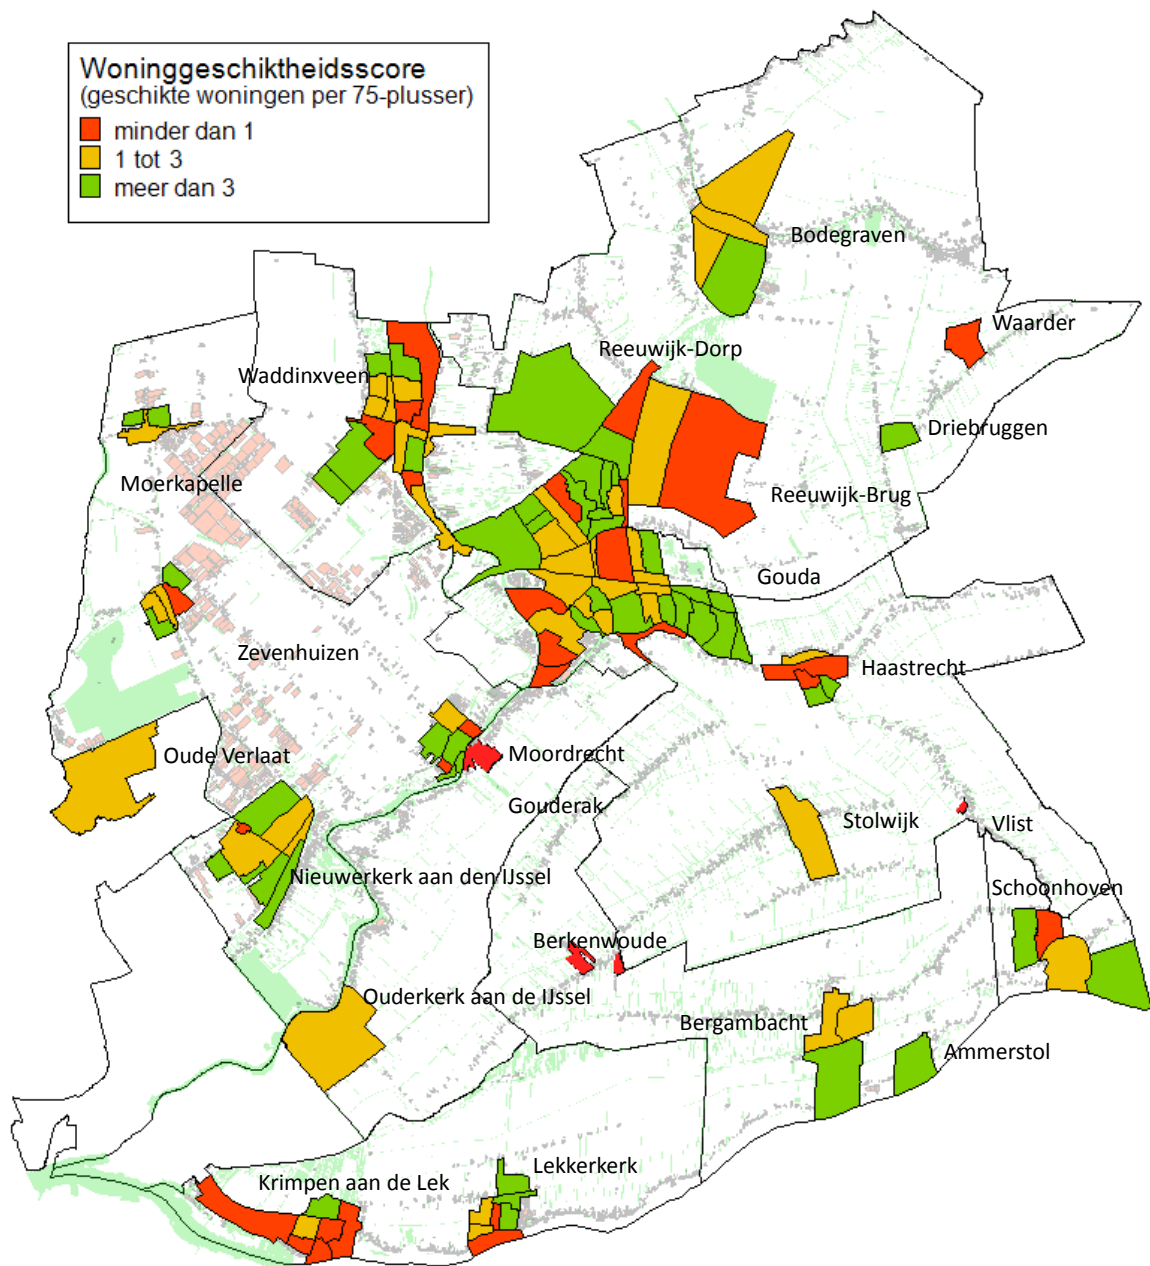 Woninggeschiktheidsscore
(geschikte woningen per 75-plusser)
minder dan 1
1 tot 3
meer dan 3
Bodegraven
Waarder
Reeuwijk-Dorp
Waddinxveen
Driebruggen
Moerkapelle
Reeuwijk-Brug
Gouda
Zevenhuizen
Haastrecht
Oude Verlaat
Moordrecht
Gouderak
Stolwijk
Vlist
Nieuwerkerk aan den IJssel
Schoonhoven
Berkenwoude
Ouderkerk aan de IJssel
Bergambacht
Ammerstol
Lekkerkerk
Krimpen aan de Lek